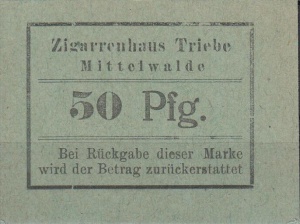 Zigarrenhaus Triebe
Mittelwalde
50 Pfg.
Bei Rückgabe dieser Marke
wird der Betrag zurückerstattet